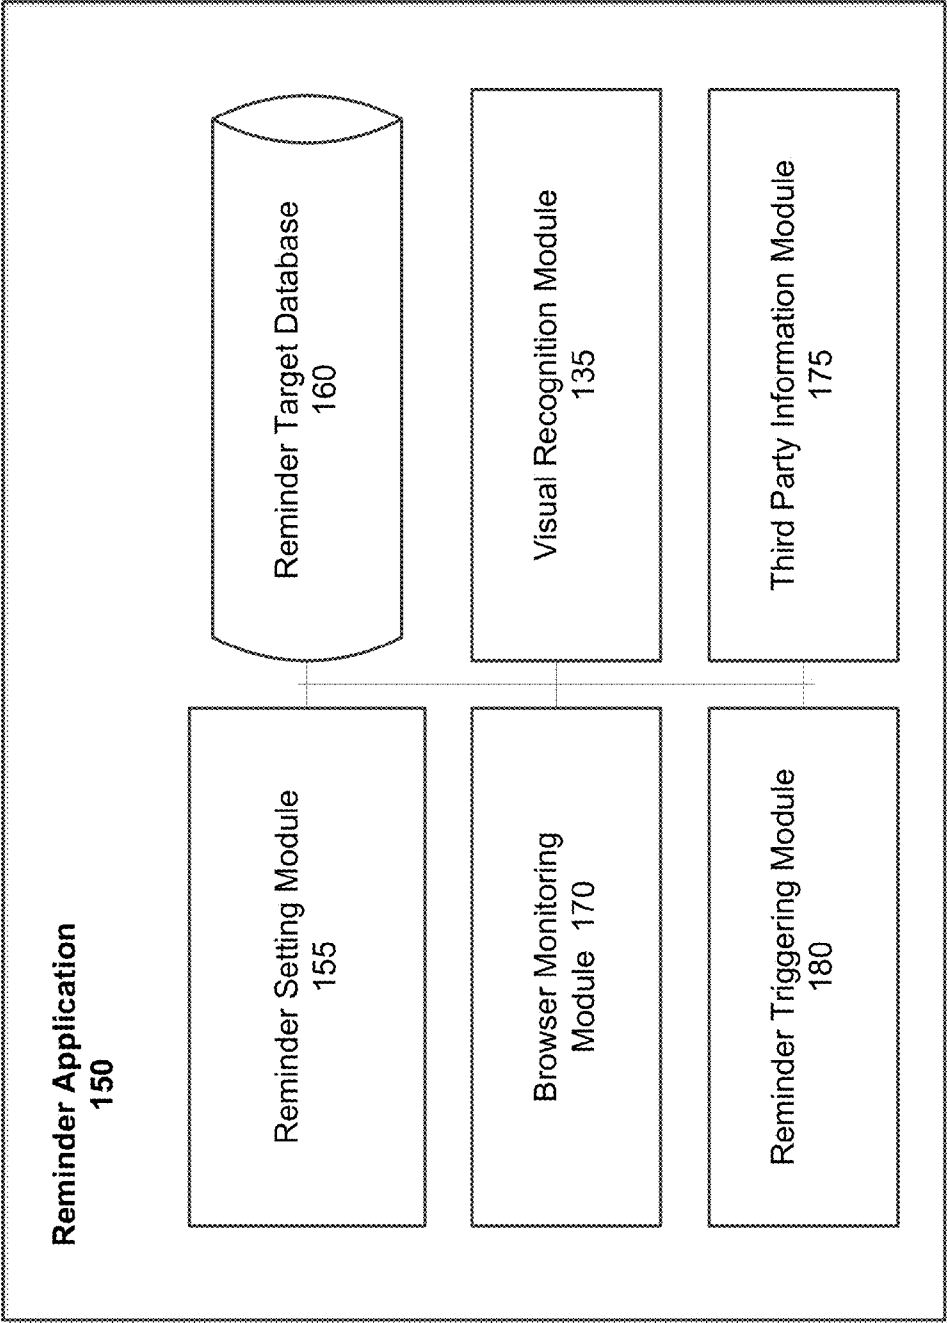 Reminder Application
150
Reminder Setting Module
155
Reminder Target Database
160
Browser Monitoring
Module 170
Visual Recognition Module
135
Reminder Triggering Module
180
Third Party Information Module
175